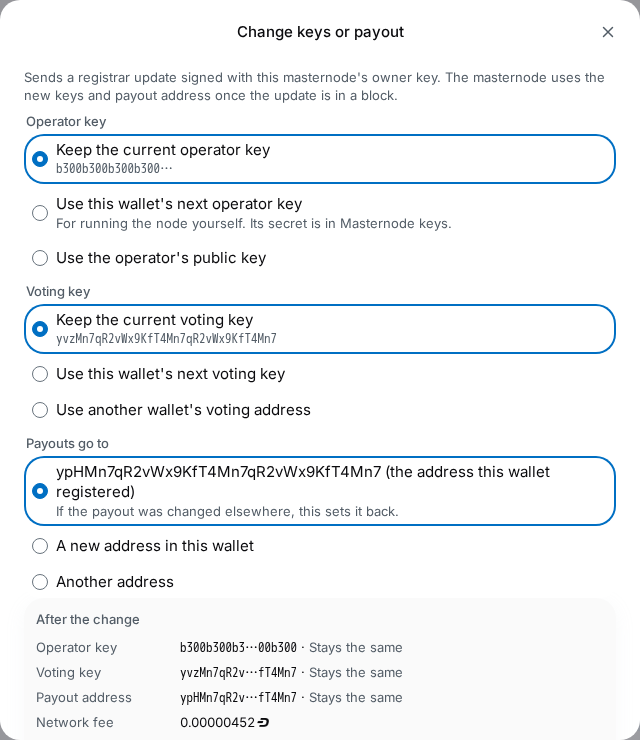 Change keys or payout
Sends a registrar update signed with this masternode's owner key. The masternode uses the
new keys and payout address once the update is in a block.
Operator key
Keep the current operator key
b300b300b300b300···
Use this wallet's next operator key
For running the node yourself. Its secret is in Masternode keys.
Use the operator's public key
Voting key
Keep the current voting key
yvzMn7qR2vWx9KfT4Mn7qR2vWx9KfT4Mn7
Use this wallet's next voting key
Use another wallet's voting address
Payouts go to
ypHMn7qR2vWx9KfT4Mn7qR2vWx9KfT4Mn7 (the address this wallet
registered)
If the payout was changed elsewhere, this sets it back.
A new address in this wallet
Another address
After the change
Operator key b300b300b3···00b300 · Stays the same
Voting key yvzMn7qR2v···fT4Mn7 · Stays the same
Payout address ypHMn7qR2v···fT4Mn7 · Stays the same
Network fee 0.00000452